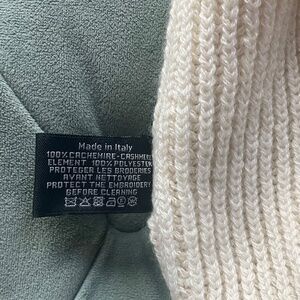 Made in Italy
100% CACHEMIRE-CASHMERE
ELEMENT 100% POLYESTER
PROTEGER LES BRODERIES
AVANT NETTOYAGE
PROTECT THE EMBROIDERY
BEFORE CLEANING